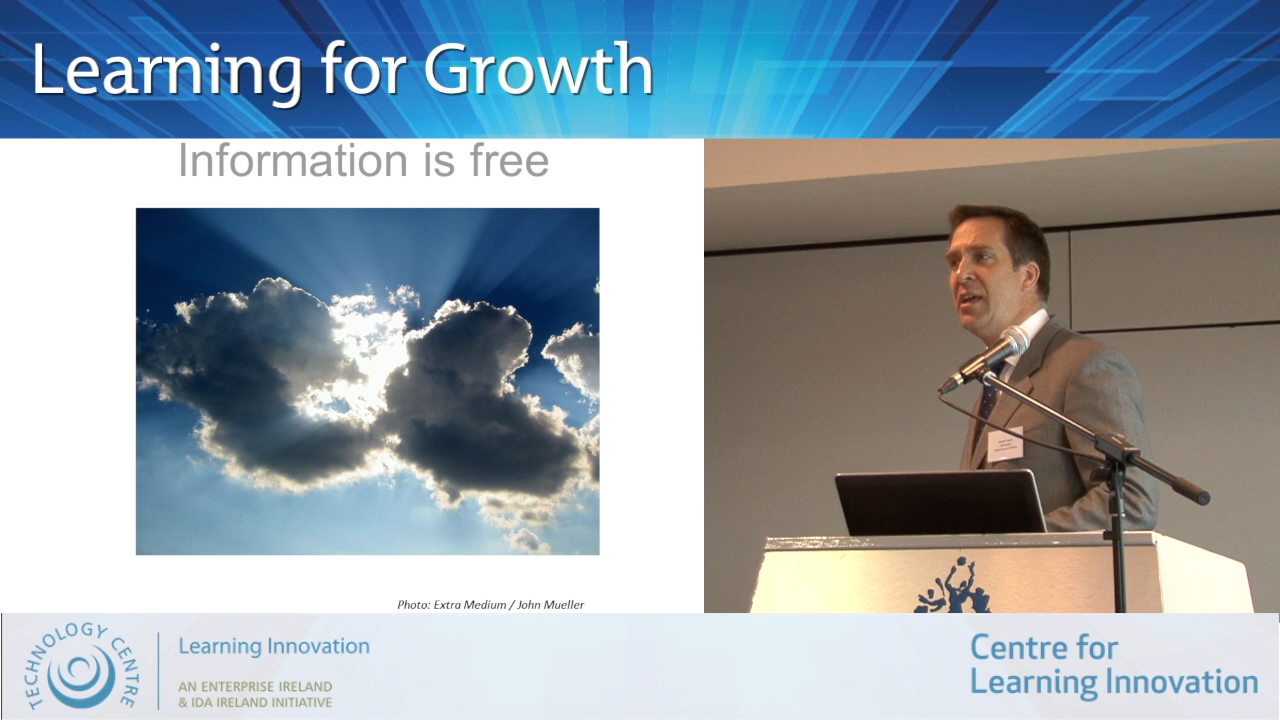 Learning for Growth
Information is free
Photo: Extra Medium / John Mueller
TECHNOLOGY CENTRE
Learning Innovation
AN ENTERPRISE IRELAND
& IDA IRELAND INITIATIVE
Centre for
Learning Innovation